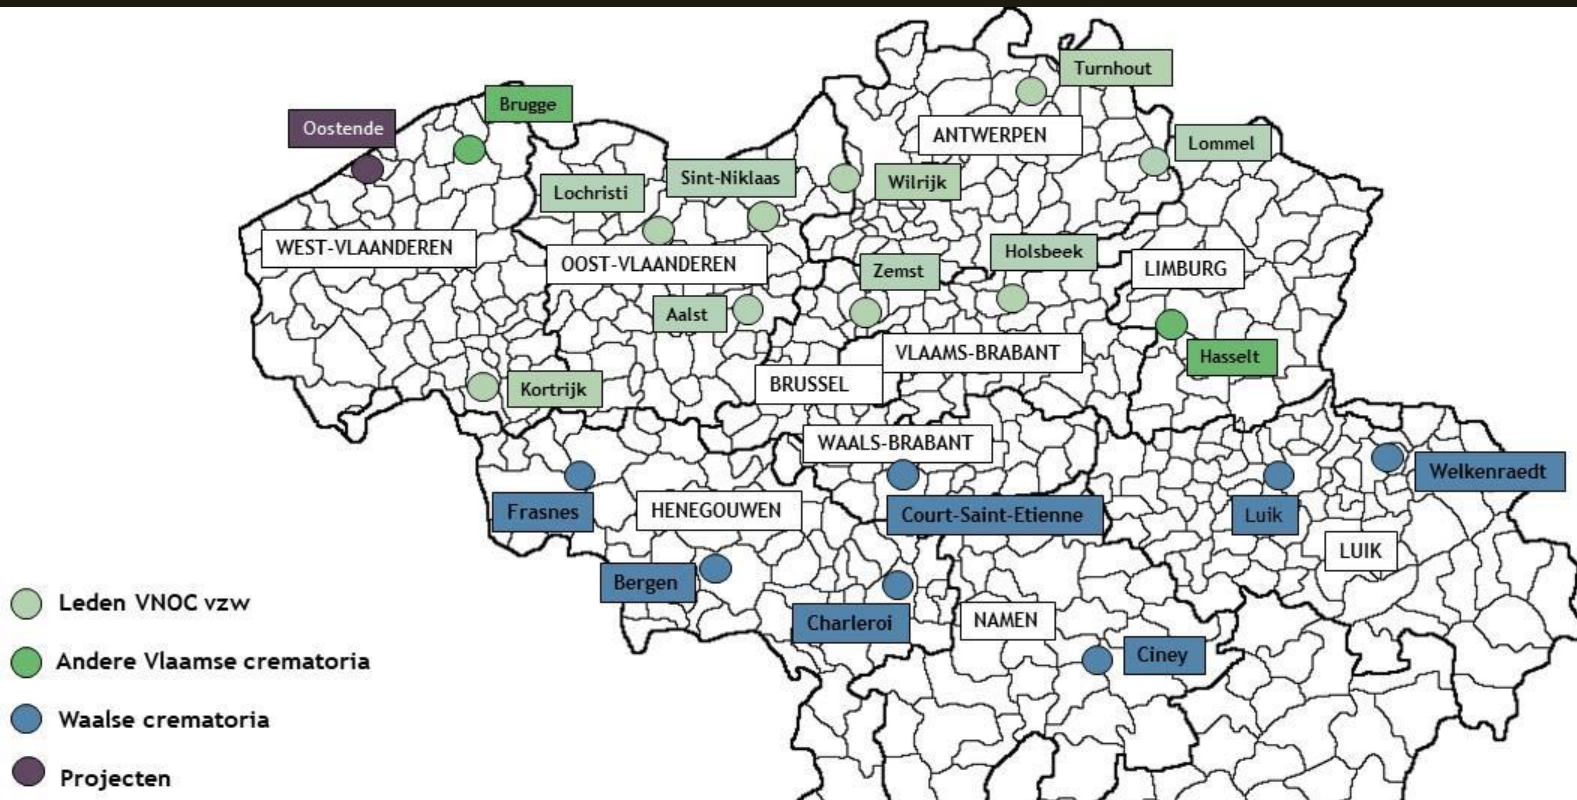 Turnhout
Brugge
Oostende
ANTWERPEN
Lommel
Sint-Niklaas
Wilrijk
Lochristi
WEST-VLAANDEREN
Holsbeek
OOST-VLAANDEREN
Zemst
LIMBURG
Aalst
VLAAMS-BRABANT
Hasselt
BRUSSEL
Kortrijk
WAALS-BRABANT
Welkenraedt
Frasnes
HENEGOUWEN
Court-Saint-Etienne
Luik
LUIK
Bergen
Charleroi
NAMEN
Ciney
Leden VNOC vzw
Andere Vlaamse crematoria
Waalse crematoria
Projecten